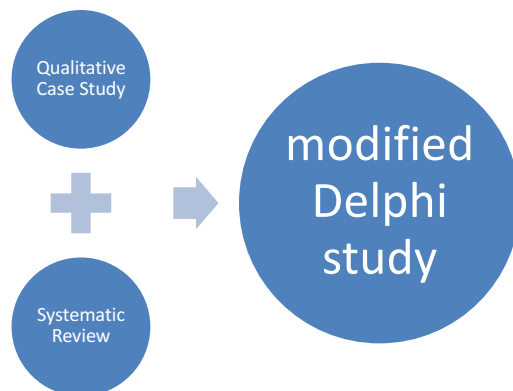 Qualitative
Case Study
modified
Delphi
study
Systematic
Review